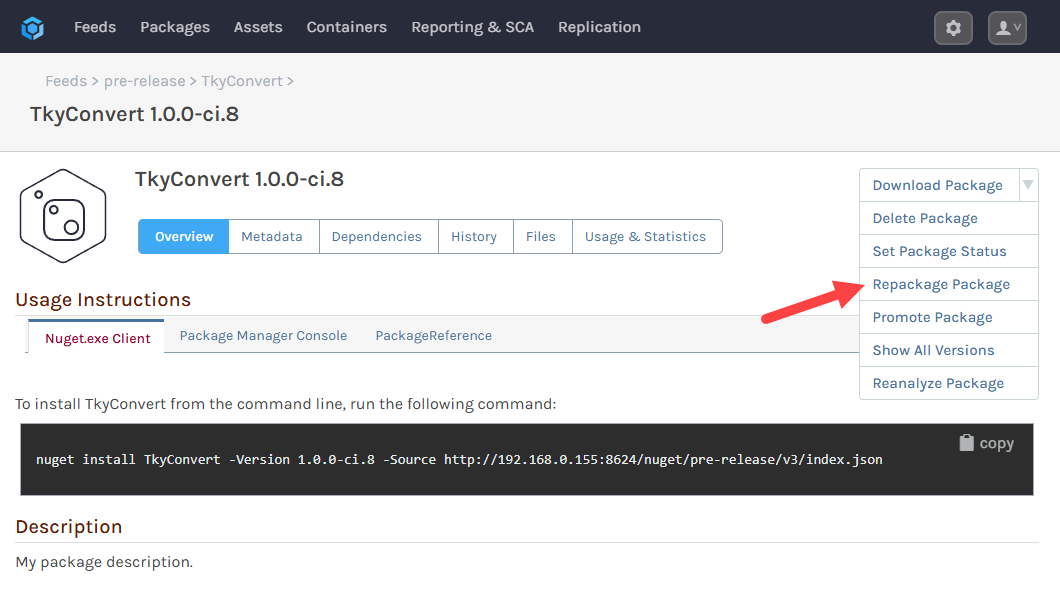 Feeds Packages Assets Containers Reporting & SCA Replication
Feeds > pre-release > TkyConvert >
TkyConvert 1.0.0-ci.8
TkyConvert 1.0.0-ci.8
Overview Metadata Dependencies History Files Usage & Statistics
Download Package
Delete Package
Set Package Status
Repackage Package
Promote Package
Show All Versions
Reanalyze Package
Usage Instructions
Nuget.exe Client Package Manager Console PackageReference
To install TkyConvert from the command line, run the following command:
copy
nuget install TkyConvert -Version 1.0.0-ci.8 -Source http://192.168.0.155:8624/nuget/pre-release/v3/index.json
Description
My package description.